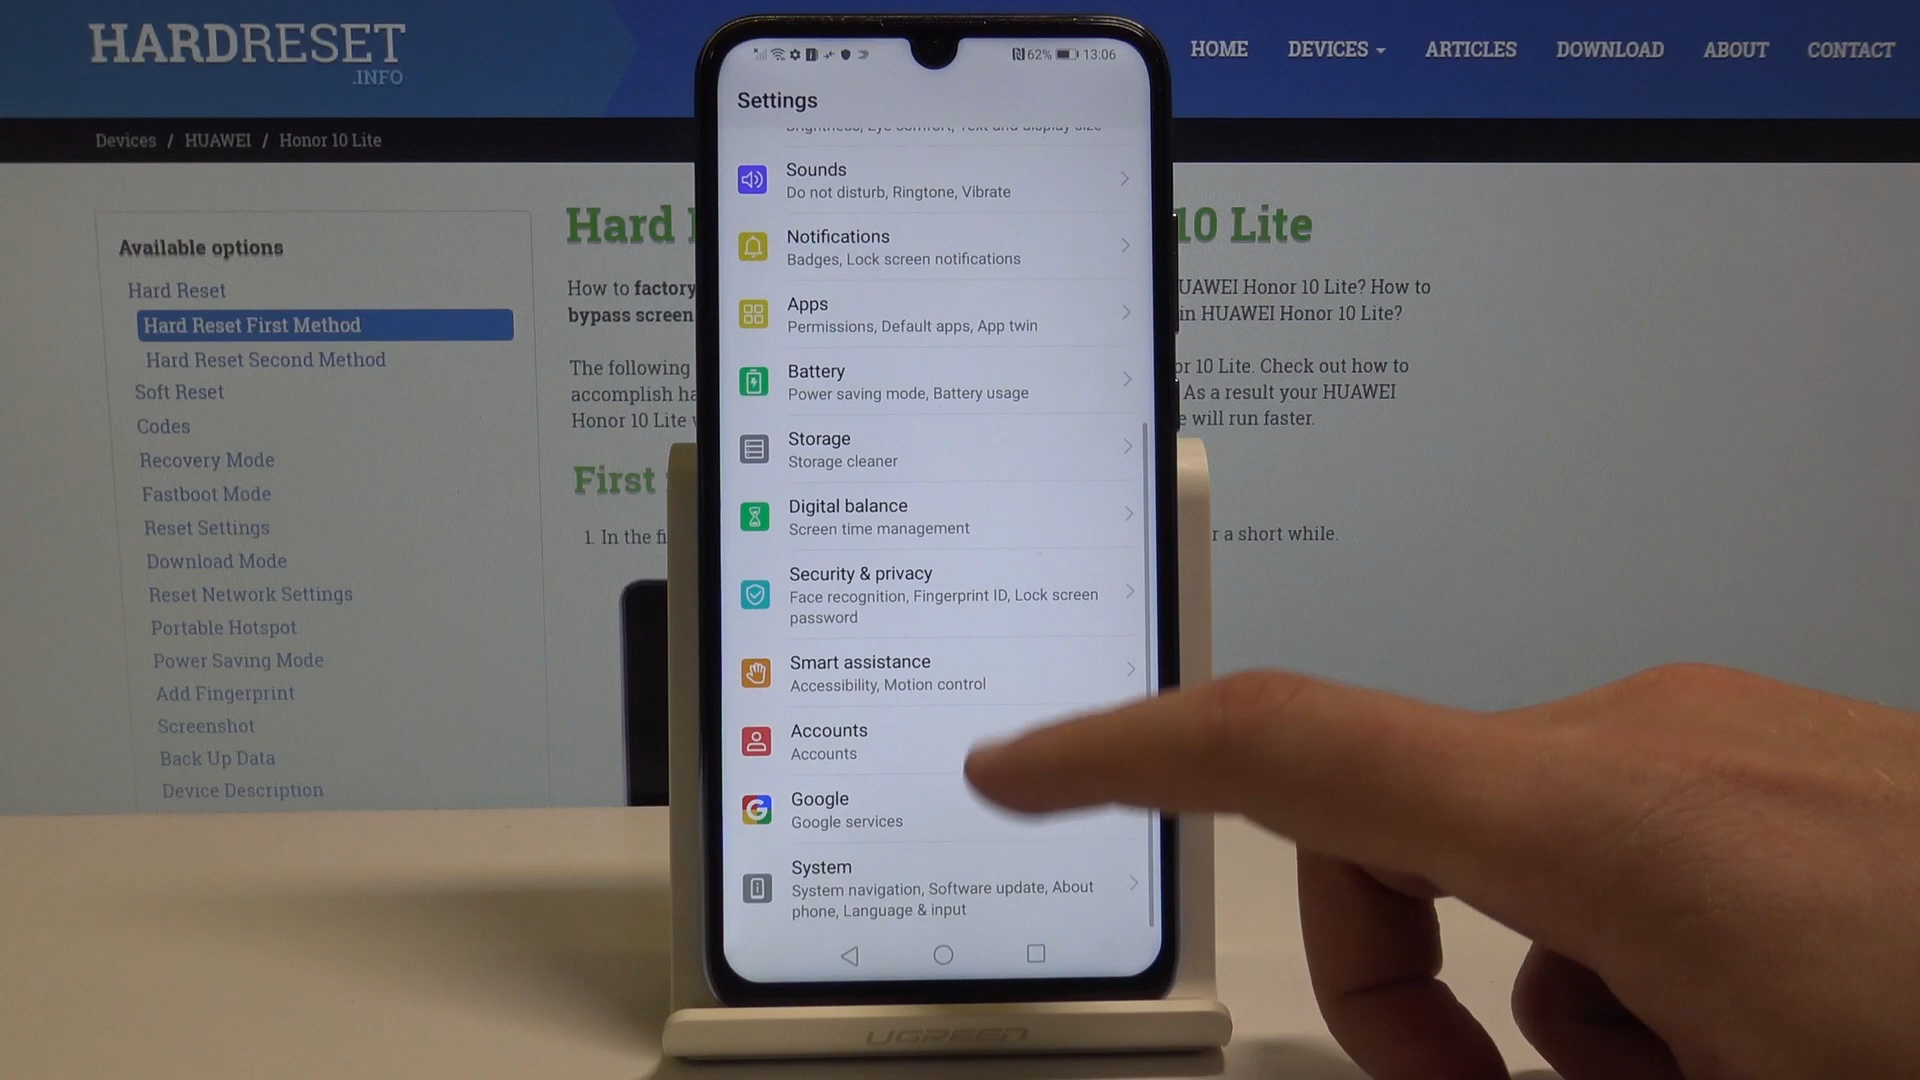 HARDRESET
.INFO
HOME DEVICES ARTICLES DOWNLOAD ABOUT CONTACT
Devices / HUAWEI / Honor 10 Lite
Available options
Hard Reset
Hard Reset First Method
Hard Reset Second Method
Soft Reset
Codes
Recovery Mode
Fastboot Mode
Reset Settings
Download Mode
Reset Network Settings
Portable Hotspot
Power Saving Mode
Add Fingerprint
Screenshot
Back Up Data
Device Description
Hard 10 Lite
How to factory UAWEI Honor 10 Lite? How to
bypass screen in HUAWEI Honor 10 Lite?
The following or 10 Lite. Check out how to
accomplish ha As a result your HUAWEI
Honor 10 Lite e will run faster.
First
1. In the fi r a short while.
62% 13:06
Settings
Brightness, Eye comfort, Text and display size
Sounds
Do not disturb, Ringtone, Vibrate
Notifications
Badges, Lock screen notifications
Apps
Permissions, Default apps, App twin
Battery
Power saving mode, Battery usage
Storage
Storage cleaner
Digital balance
Screen time management
Security & privacy
Face recognition, Fingerprint ID, Lock screen
password
Smart assistance
Accessibility, Motion control
Accounts
Accounts
G
Google
Google services
System
System navigation, Software update, About
phone, Language & input
UGREEN